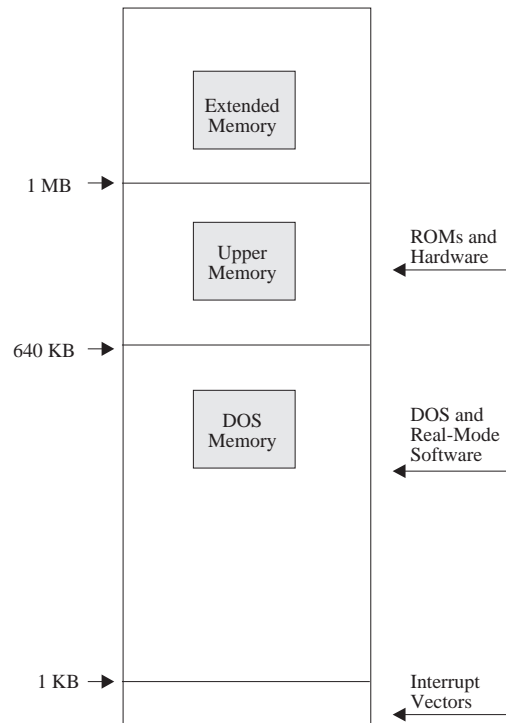 Extended
Memory
1 MB
Upper
Memory
ROMs and
Hardware
640 KB
DOS
Memory
DOS and
Real-Mode
Software
1 KB
Interrupt
Vectors